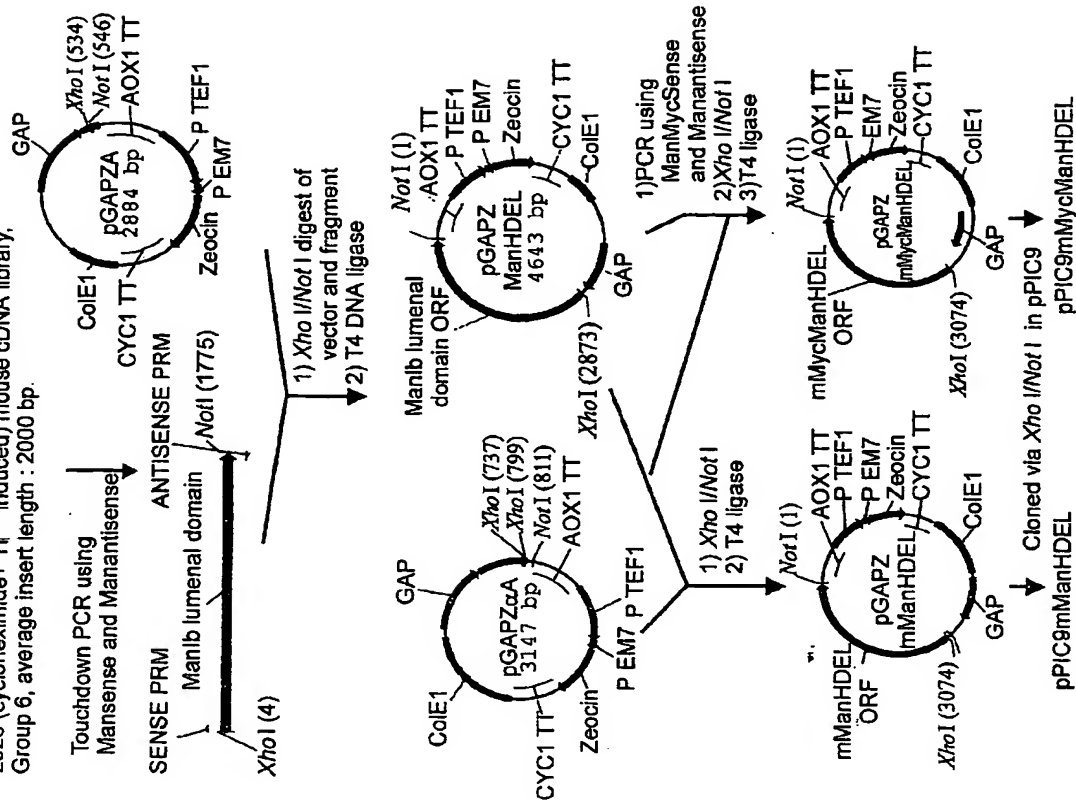 Group 6, average insert length : 2000 bp.
Touchdown PCR using
Mansense and Manantisense
SENSE PRM
ANTISENSE PRM
ManIb lumenal domain
NotI (1775)
XhoI (4)
GAP
XhoI (534)
Not I (546)
AOX1 TT
pGAPZA
2884 bp
P TEF1
P EM7
Zeocin
CYC1 TT
ColE1
1) Xho I/Not I digest of
vector and fragment
2) T4 DNA ligase
GAP
XhoI (737)
XhoI (799)
Not I (811)
AOX1 TT
pGAPZαA
3147 bp
P TEF1
P EM7
Zeocin
CYC1 TT
ColE1
ManIb lumenal
domain ORF
NotI (1)
AOX1 TT
P TEF1
P EM7
Zeocin
CYC1 TT
ColE1
pGAPZ
ManHDEL
4643 bp
GAP
XhoI (2873)
1) Xho I/Not I
2) T4 ligase
1)PCR using
ManMycSense
and Manantisense
2)Xho I/Not I
3)T4 ligase
mManHDEL
ORF
NotI (1)
AOX1 TT
P TEF1
P EM7
Zeocin
CYC1 TT
ColE1
pGAPZ
mManHDEL
GAP
XhoI (3074)
mMycManHDEL
ORF
NotI (1)
AOX1 TT
P TEF1
EM7
Zeocin
CYC1 TT
ColE1
pGAPZ
mMycManHDEL
GAP
XhoI (3074)
Cloned via Xho I/Not I in pPIC9
pPIC9mManHDEL
pPIC9mMycManHDEL